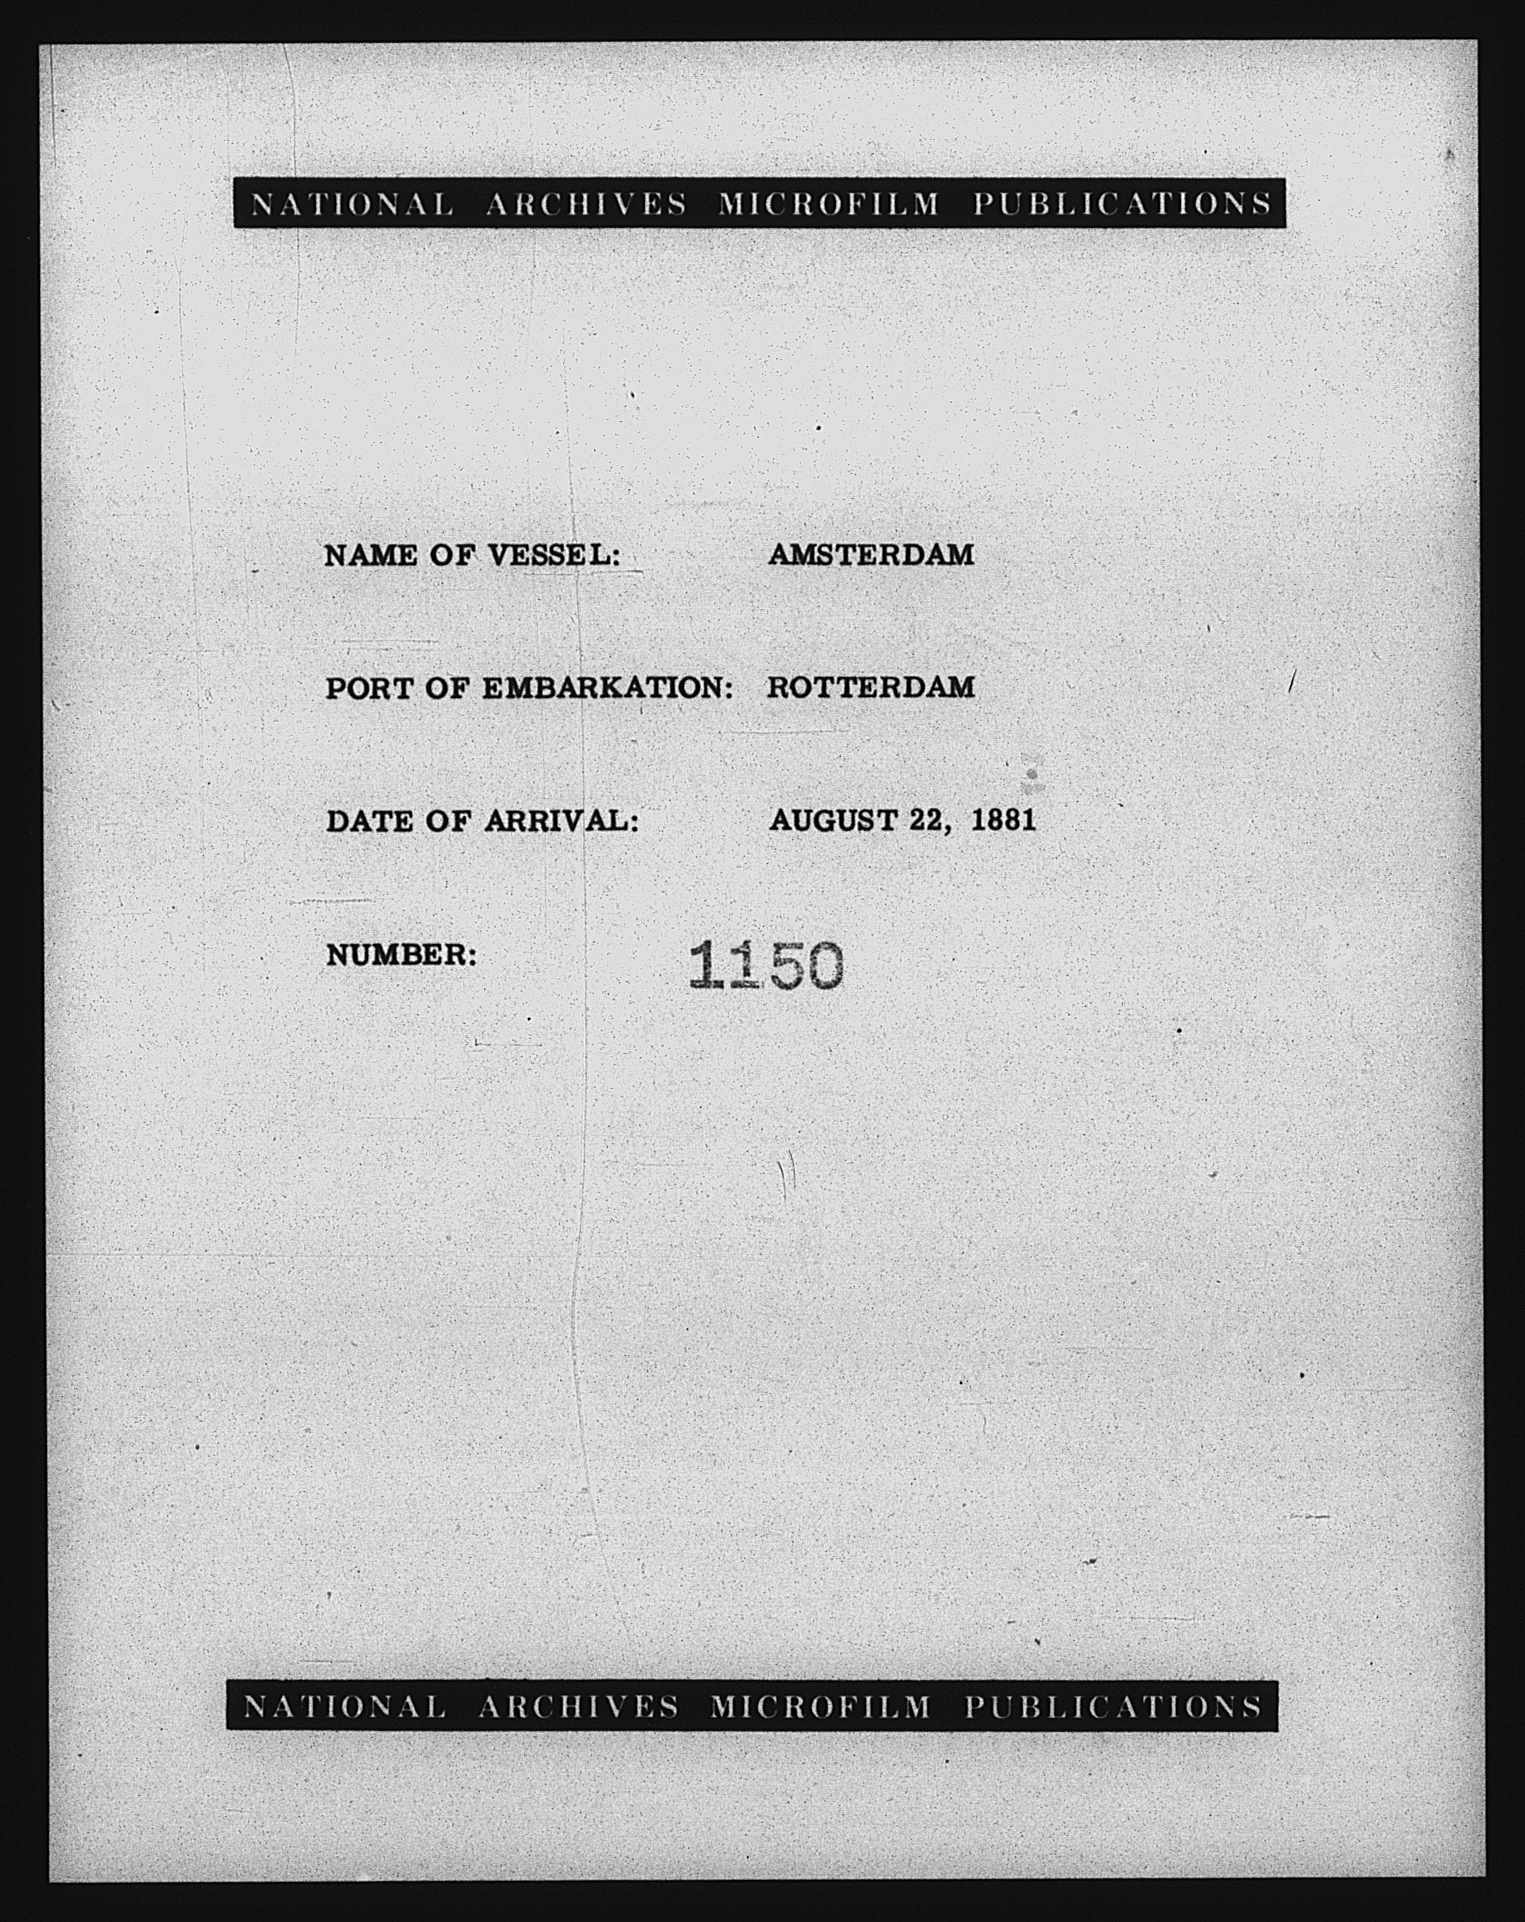 NATIONAL ARCHIVES MICROFILM PUBLICATIONS
NAME OF VESSEL: AMSTERDAM
PORT OF EMBARKATION: ROTTERDAM
DATE OF ARRIVAL: AUGUST 22, 1881
NUMBER: 1150
NATIONAL ARCHIVES MICROFILM PUBLICATIONS